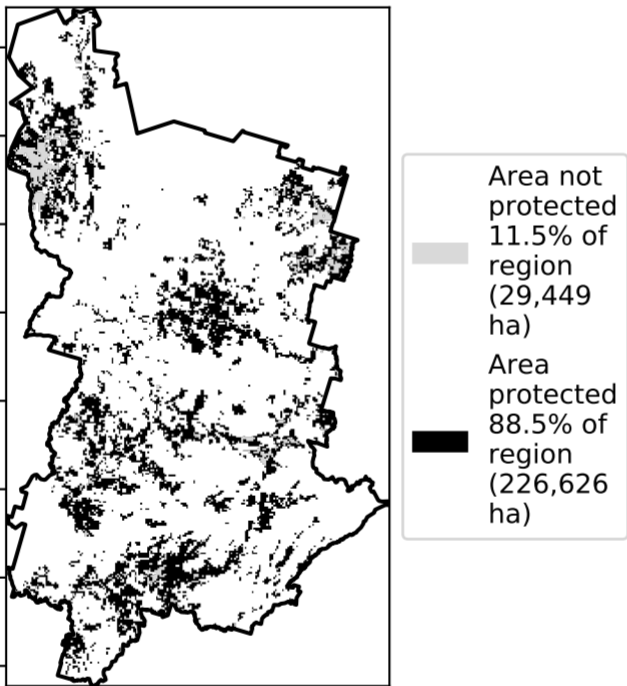 Area not
protected
11.5% of
region
(29,449
ha)
Area
protected
88.5% of
region
(226,626
ha)